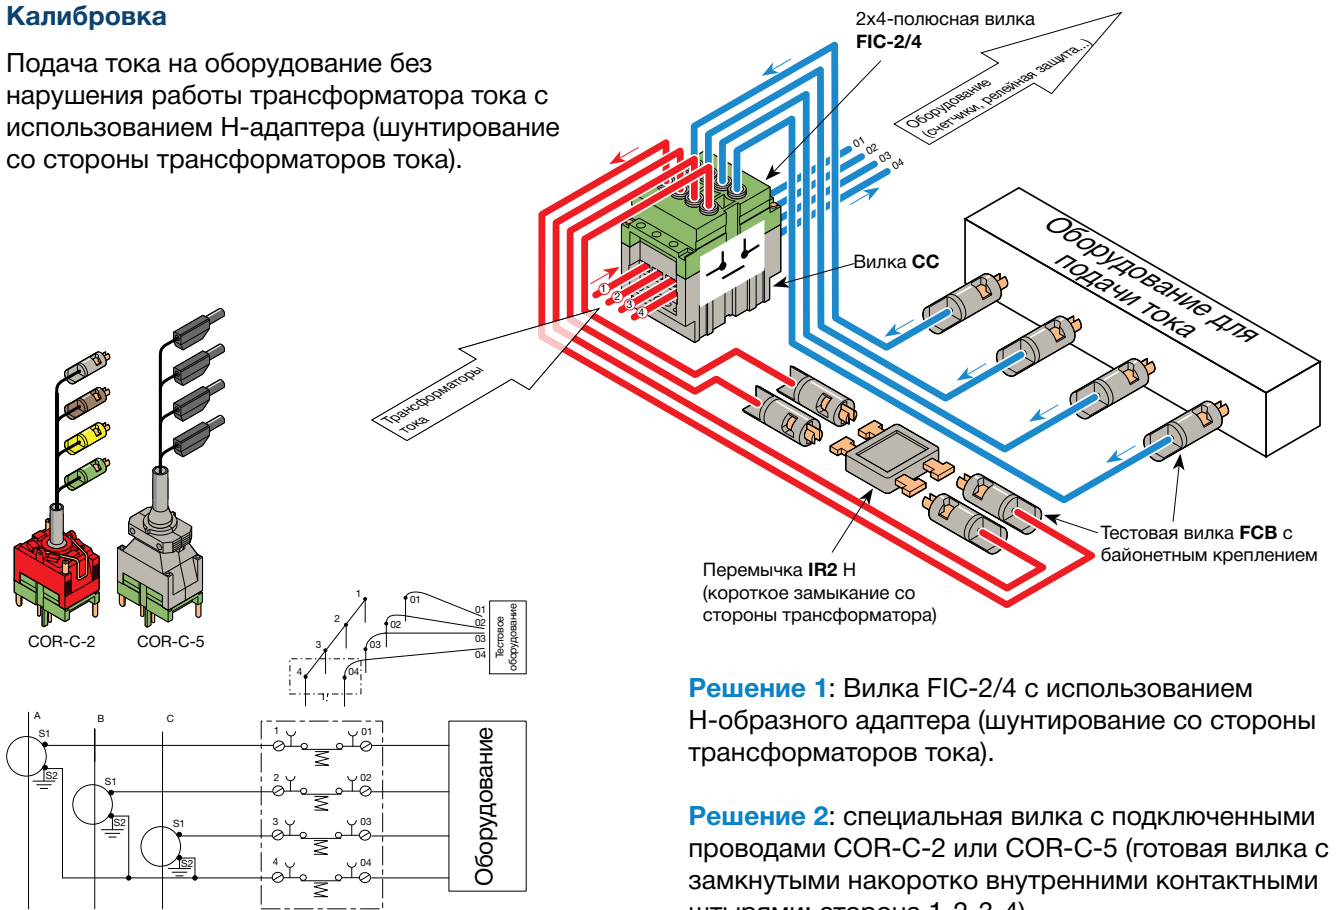 Калибровка
Подача тока на оборудование без
нарушения работы трансформатора тока с
использованием Н-адаптера (шунтирование
со стороны трансформаторов тока).
2х4-полюсная вилка
FIC-2/4
Оборудование
(счетчики, релейная защита...)
01
02
03
04
Вилка CC
Оборудование для
подачи тока
1
2
3
4
Трансформаторы
тока
Тестовая вилка FCB с
байонетным креплением
Перемычка IR2 Н
(короткое замыкание со
стороны трансформатора)
COR-C-2
COR-C-5
1
2
3
4
01
02
03
04
01
02
03
04
Тестовое
оборудование
A
B
C
S1
S2
S1
S2
S1
S2
1
01
2
02
3
03
4
04
Оборудование
Решение 1: Вилка FIC-2/4 с использованием
Н-образного адаптера (шунтирование со стороны
трансформаторов тока).
Решение 2: специальная вилка с подключенными
проводами COR-C-2 или COR-C-5 (готовая вилка с
замкнутыми накоротко внутренними контактными
штырями: сторона 1-2-3-4)